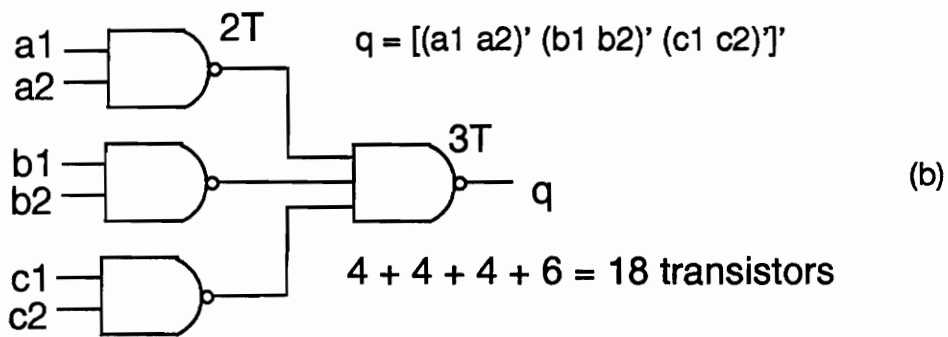 2T
q = [(a1 a2)' (b1 b2)' (c1 c2)']'
a1
a2
3T
b1
b2
q
(b)
c1
c2
4 + 4 + 4 + 6 = 18 transistors